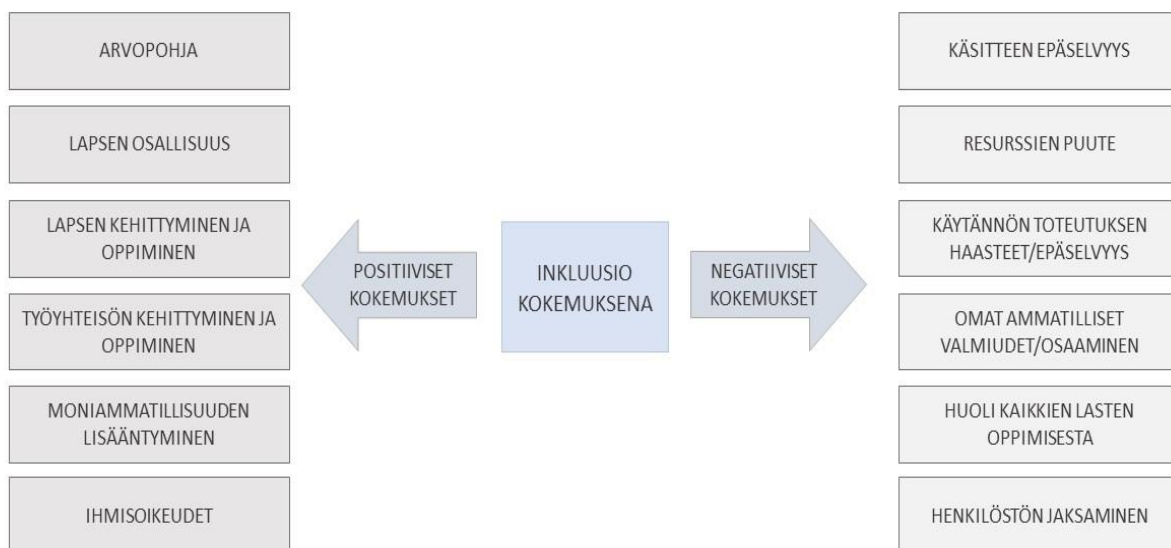 ARVOPOHJA
LAPSEN OSALLISUUS
LAPSEN KEHITTYMINEN JA
OPPIMINEN
TYÖYHTEISÖN KEHITTYMINEN JA
OPPIMINEN
MONIAMMATILLISUUDEN
LISÄÄNTYMINEN
IHMISOIKEUDET
POSITIIVISET
KOKEMUKSET
INKLUUSIO
KOKEMUKSENA
NEGATIIVISET
KOKEMUKSET
KÄSITTEEN EPÄSELVYYS
RESURSSIEN PUUTE
KÄYTÄNNÖN TOTEUTUKSEN
HAASTEET/EPÄSELVYYS
OMAT AMMATILLISET
VALMIUDET/OSAAMINEN
HUOLI KAIKKIEN LASTEN
OPPIMISESTA
HENKILÖSTÖN JAKSAMINEN